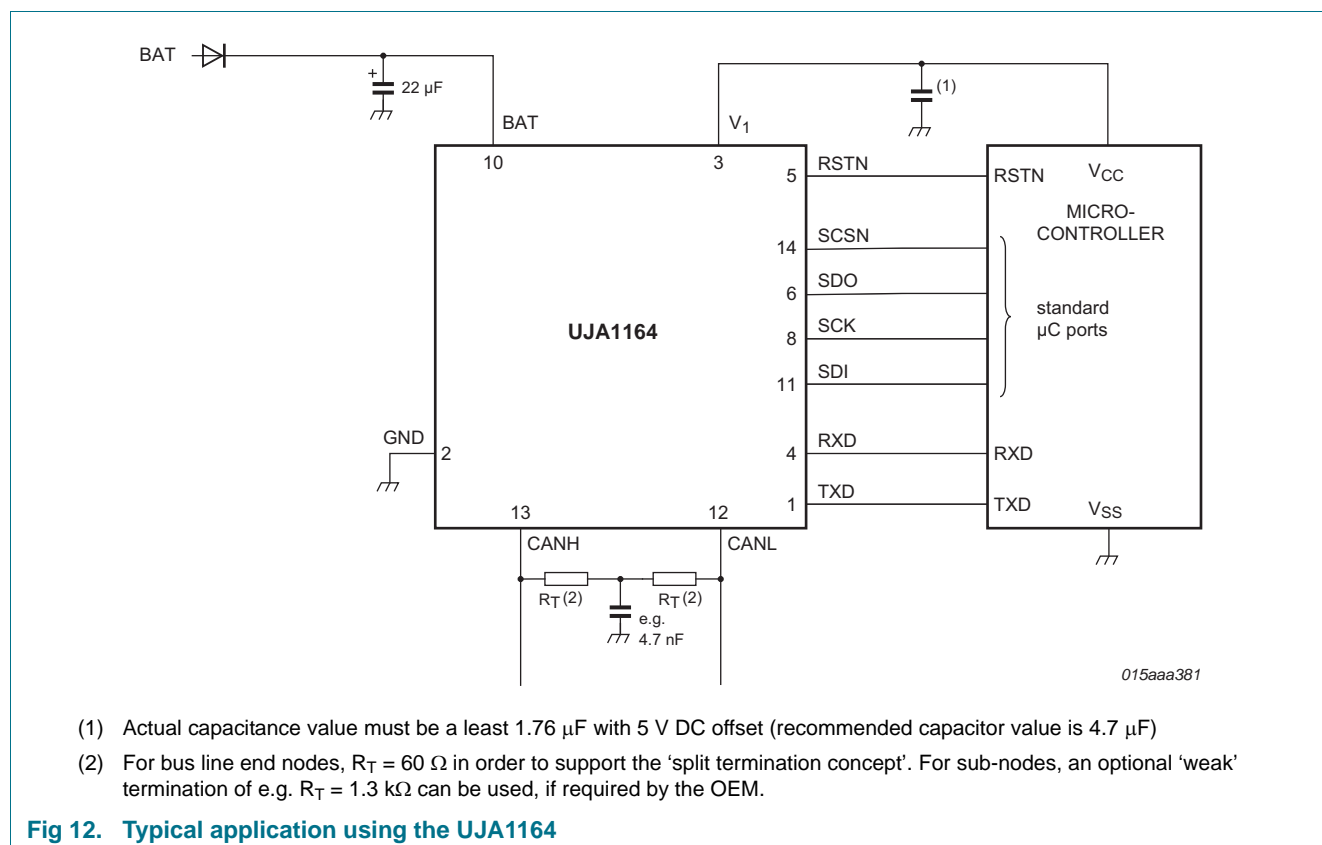 BAT
+
22 μF
(1)
BAT
V1
10
3
5
RSTN
RSTN
VCC
MICRO-
CONTROLLER
14
SCSN
6
SDO
standard
μC ports
UJA1164
8
SCK
11
SDI
GND
2
4
RXD
RXD
1
TXD
TXD
VSS
13
12
CANH
CANL
RT(2)
RT(2)
e.g.
4.7 nF
015aaa381
(1) Actual capacitance value must be a least 1.76 μF with 5 V DC offset (recommended capacitor value is 4.7 μF)
(2) For bus line end nodes, RT = 60 Ω in order to support the ‘split termination concept’. For sub-nodes, an optional ‘weak’
termination of e.g. RT = 1.3 kΩ can be used, if required by the OEM.
Fig 12. Typical application using the UJA1164